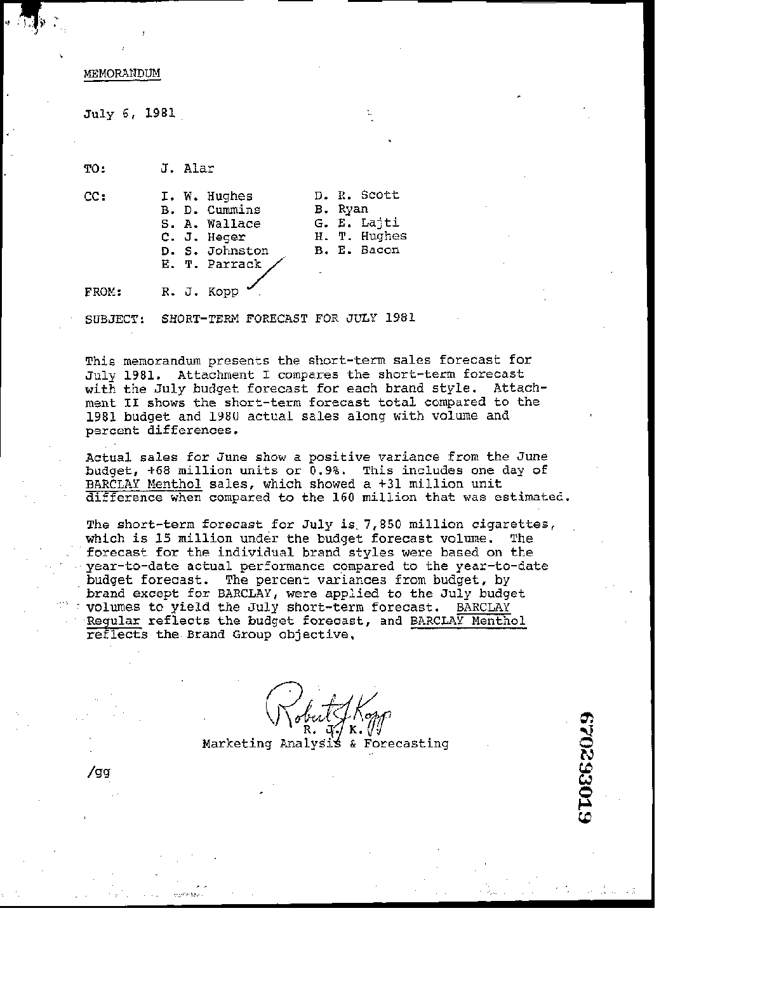 MEMORANDUM
July 6, 1981
TO: J. Alar
CC: I. W. Hughes D. R. Scott
B. D. Cummins B. Ryan
S. A. Wallace G. E. Lajti
C. J. Heger H. T. Hughes
D. S. Johnston B. E. Bacon
E. T. Parrack
FROM: R. J. Kopp
SUBJECT: SHORT-TERM FORECAST FOR JULY 1981
This memorandum presents the short-term sales forecast for
July 1981. Attachment I compares the short-term forecast
with the July budget forecast for each brand style. Attach-
ment II shows the short-term forecast total compared to the
1981 budget and 1980 actual sales along with volume and
percent differences.
Actual sales for June show a positive variance from the June
budget, +68 million units or 0.9%. This includes one day of
BARCLAY Menthol sales, which showed a +31 million unit
difference when compared to the 160 million that was estimated.
The short-term forecast for July is 7,850 million cigarettes,
which is 15 million under the budget forecast volume. The
forecast for the individual brand styles were based on the
year-to-date actual performance compared to the year-to-date
budget forecast. The percent variances from budget, by
brand except for BARCLAY, were applied to the July budget
volumes to yield the July short-term forecast. BARCLAY
Regular reflects the budget forecast, and BARCLAY Menthol
reflects the Brand Group objective.
Robert J Kopp
R. J. K.
Marketing Analysis & Forecasting
/gg
670293019